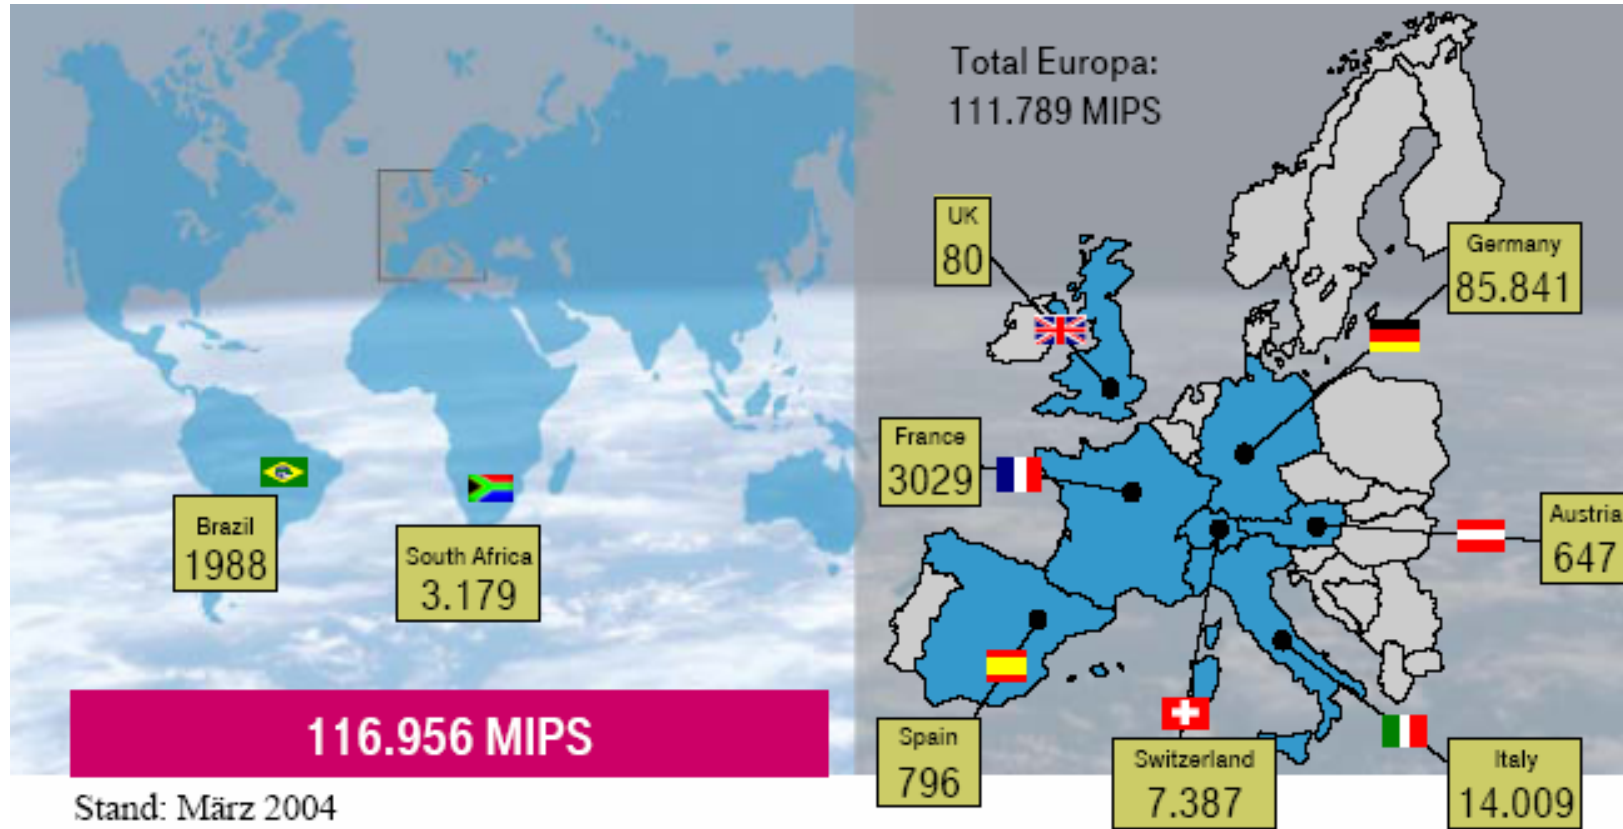 Total Europa:
111.789 MIPS
UK
80
Germany
85.841
France
3029
Brazil
1988
South Africa
3.179
Austria
647
116.956 MIPS
Spain
796
Switzerland
7.387
Italy
14.009
Stand: März 2004